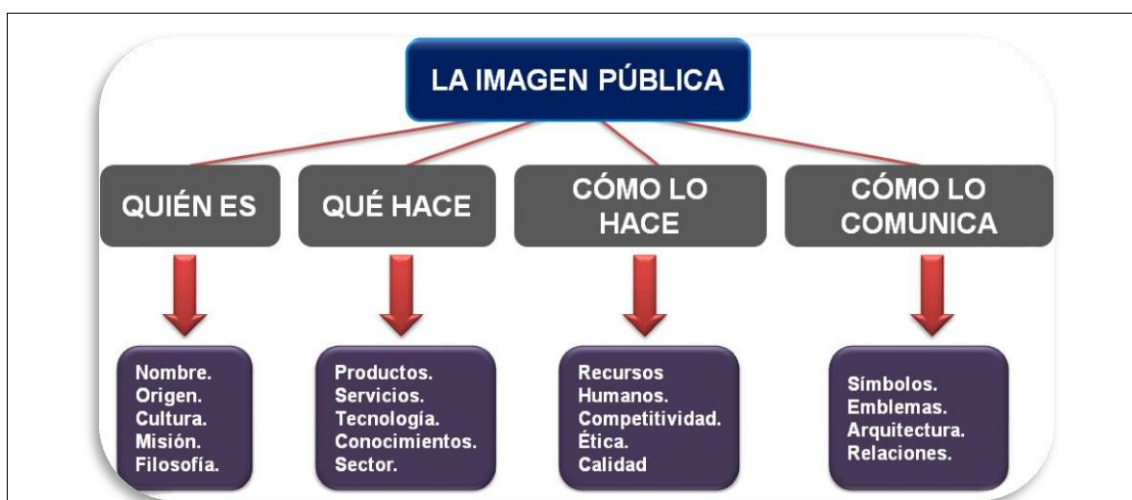 LA IMAGEN PÚBLICA
QUIÉN ES
QUÉ HACE
CÓMO LO
HACE
CÓMO LO
COMUNICA
Nombre.
Origen.
Cultura.
Misión.
Filosofía.
Productos.
Servicios.
Tecnología.
Conocimientos.
Sector.
Recursos
Humanos.
Competitividad.
Ética.
Calidad
Símbolos.
Emblemas.
Arquitectura.
Relaciones.